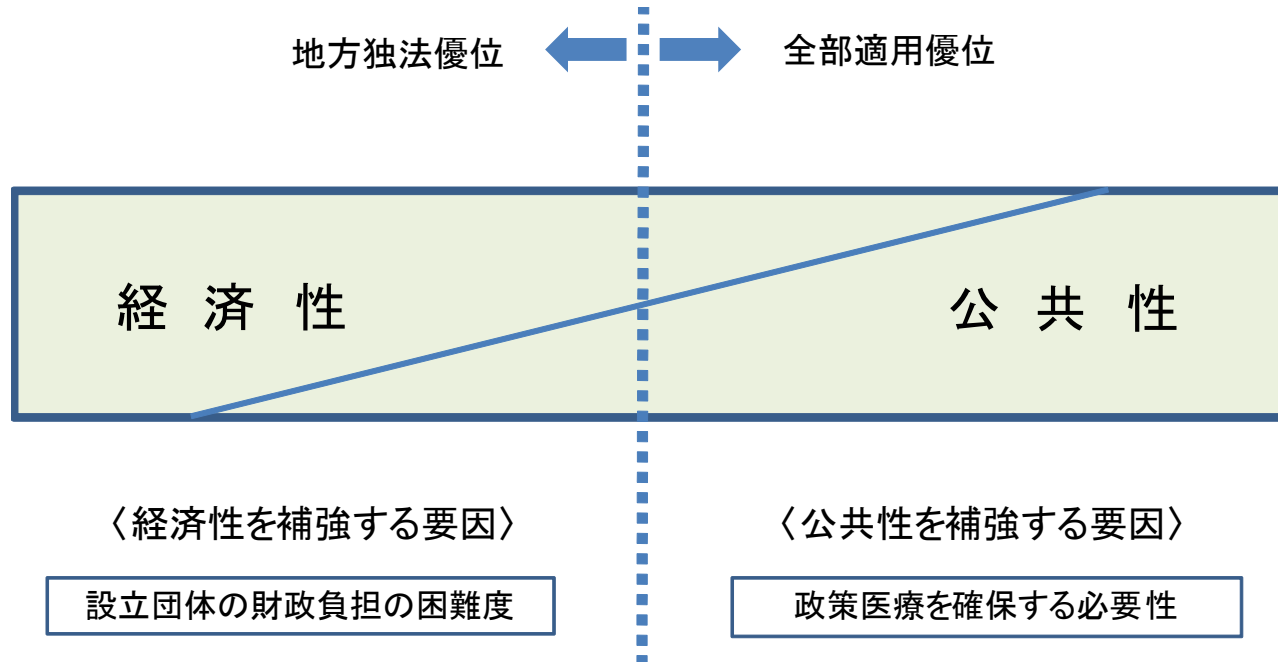 地方独法優位
全部適用優位
経済性
公共性
〈経済性を補強する要因〉
〈公共性を補強する要因〉
設立団体の財政負担の困難度
政策医療を確保する必要性